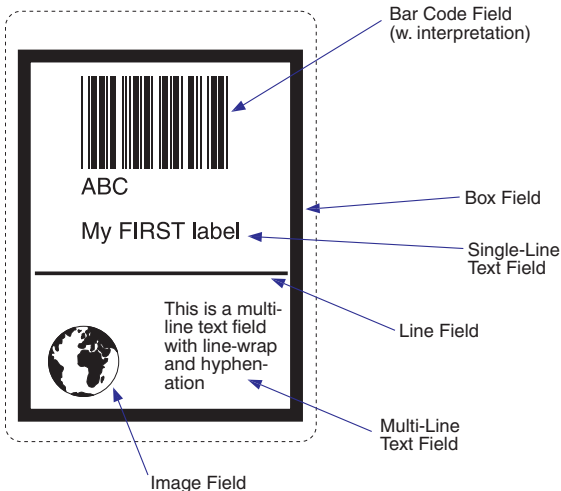 Bar Code Field
(w. interpretation)
ABC
Box Field
My FIRST label
Single-Line
Text Field
This is a multi-
line text field
with line-wrap
and hyphen-
ation
Line Field
Multi-Line
Text Field
Image Field